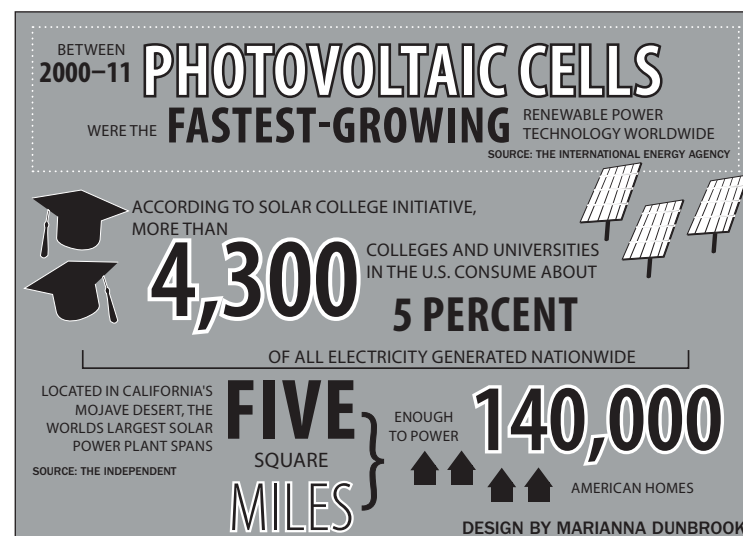 BETWEEN
2000–11 PHOTOVOLTAIC CELLS
WERE THE FASTEST-GROWING RENEWABLE POWER
TECHNOLOGY WORLDWIDE
SOURCE: THE INTERNATIONAL ENERGY AGENCY
ACCORDING TO SOLAR COLLEGE INITIATIVE,
MORE THAN
4,300
COLLEGES AND UNIVERSITIES
IN THE U.S. CONSUME ABOUT
5 PERCENT
OF ALL ELECTRICITY GENERATED NATIONWIDE
LOCATED IN CALIFORNIA'S
MOJAVE DESERT, THE
WORLDS LARGEST SOLAR
POWER PLANT SPANS
SOURCE: THE INDEPENDENT
FIVE
SQUARE
MILES
ENOUGH
TO POWER
140,000
AMERICAN HOMES
DESIGN BY MARIANNA DUNBROOK